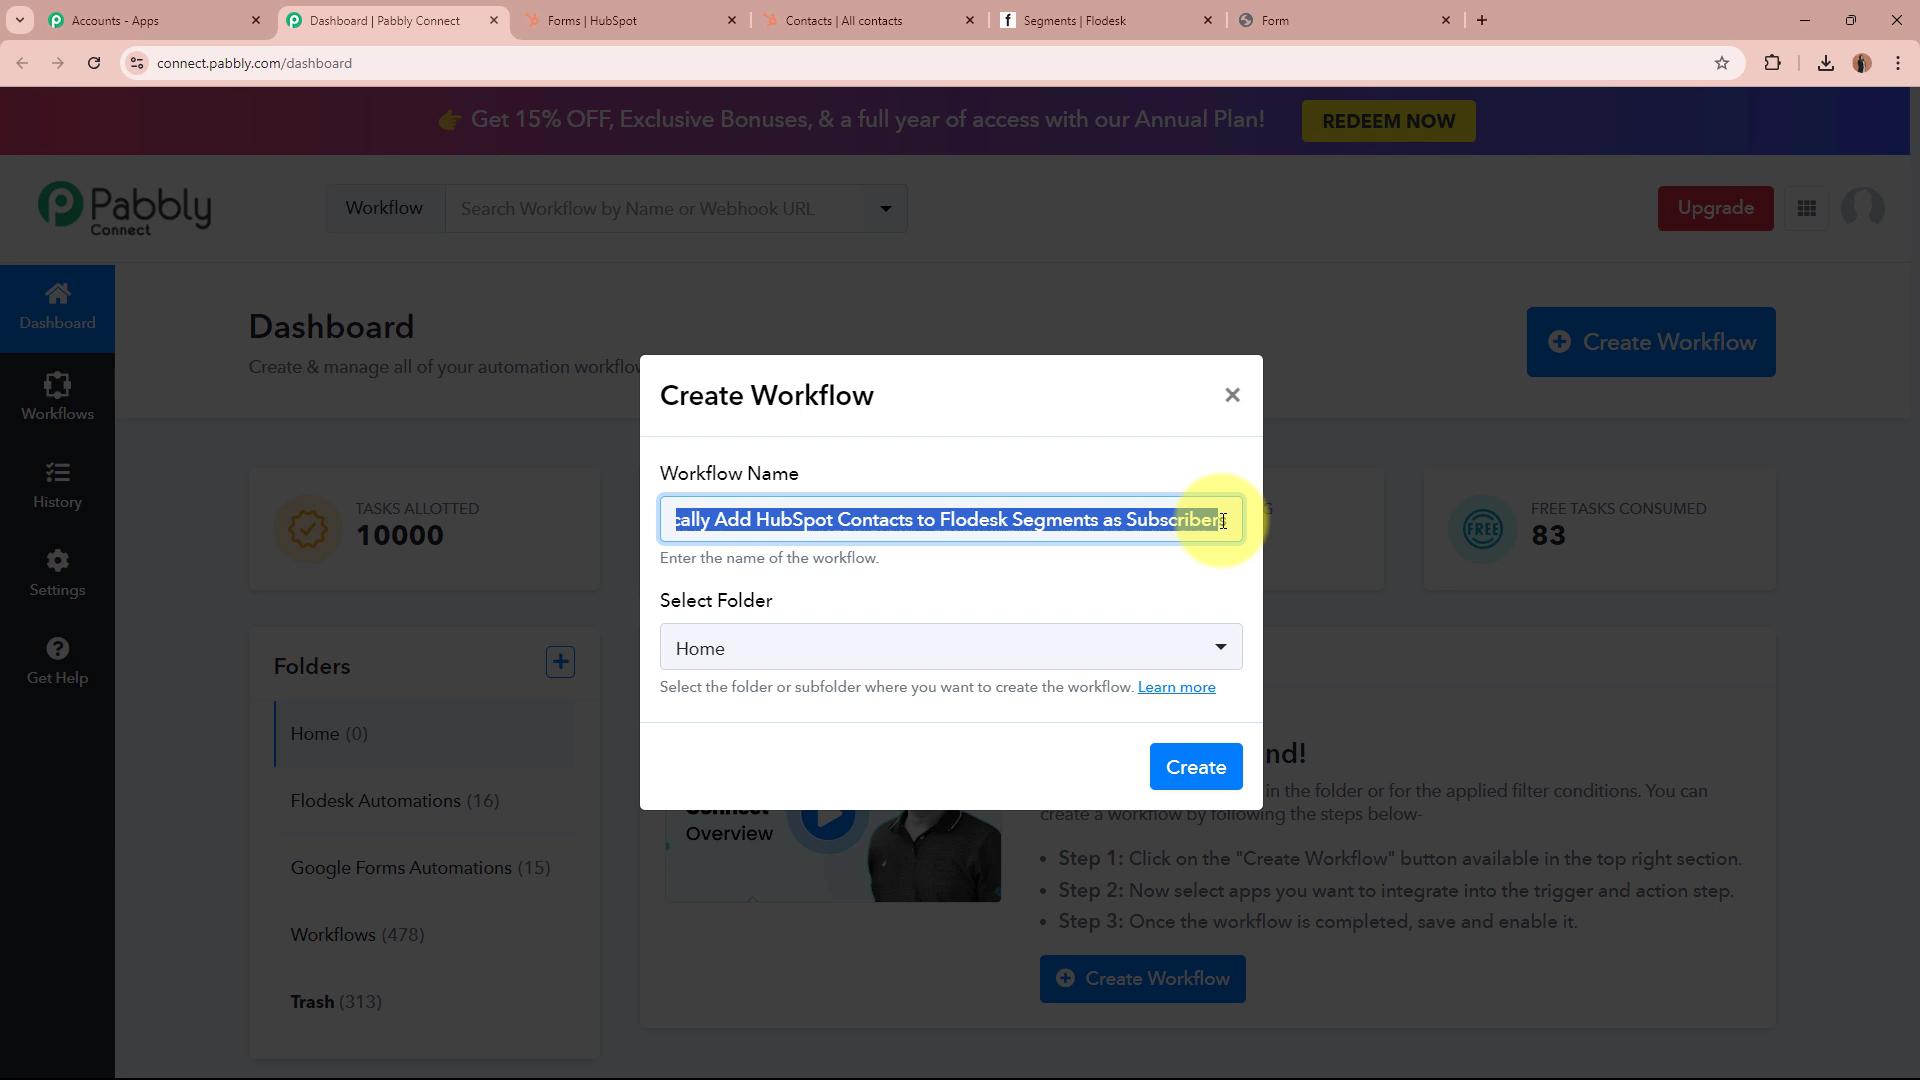 Accounts - Apps
Dashboard | Pabbly Connect
Forms | HubSpot
Contacts | All contacts
Segments | Flodesk
Form
connect.pabbly.com/dashboard
👉 Get 15% OFF, Exclusive Bonuses, & a full year of access with our Annual Plan!
REDEEM NOW
Pabbly
Connect
Workflow
Search Workflow by Name or Webhook URL
Upgrade
Dashboard
Workflows
History
Settings
Get Help
Dashboard
Create & manage all of your automation
Create Workflow
TASKS ALLOTTED
10000
FREE TASKS CONSUMED
FREE
83
Folders
Home (0)
Flodesk Automations (16)
Google Forms Automations (15)
Workflows (478)
Trash (313)
Create Workflow
Workflow Name
cally Add HubSpot Contacts to Flodesk Segments as Subscribers
Enter the name of the workflow.
Select Folder
Home
Select the folder or subfolder where you want to create the workflow. Learn more
Create
nd!
in the folder or for the applied filter conditions. You can
create a workflow by following the steps below-
Overview
• Step 1: Click on the "Create Workflow" button available in the top right section.
• Step 2: Now select apps you want to integrate into the trigger and action step.
• Step 3: Once the workflow is completed, save and enable it.
Create Workflow